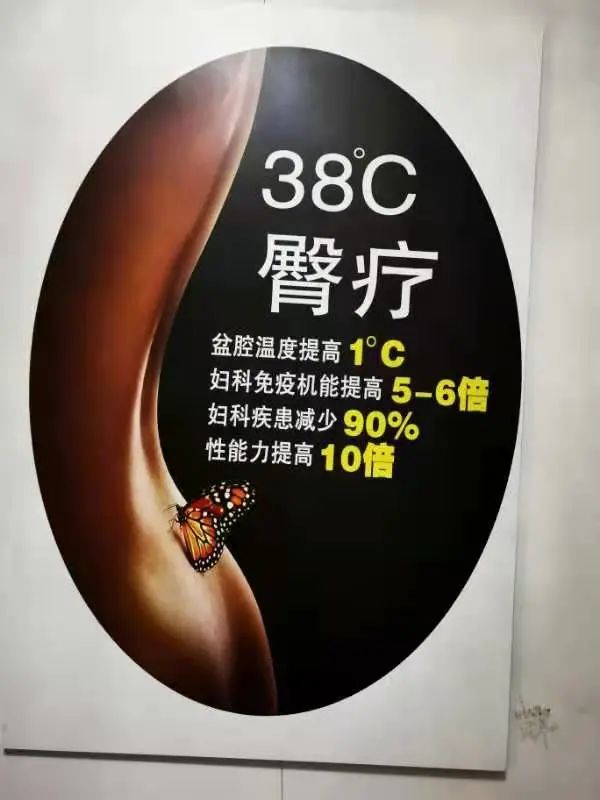 38°C
臀疗
盆腔温度提高 1°C
妇科免疫机能提高 5-6倍
妇科疾患减少 90%
性能力提高 10倍